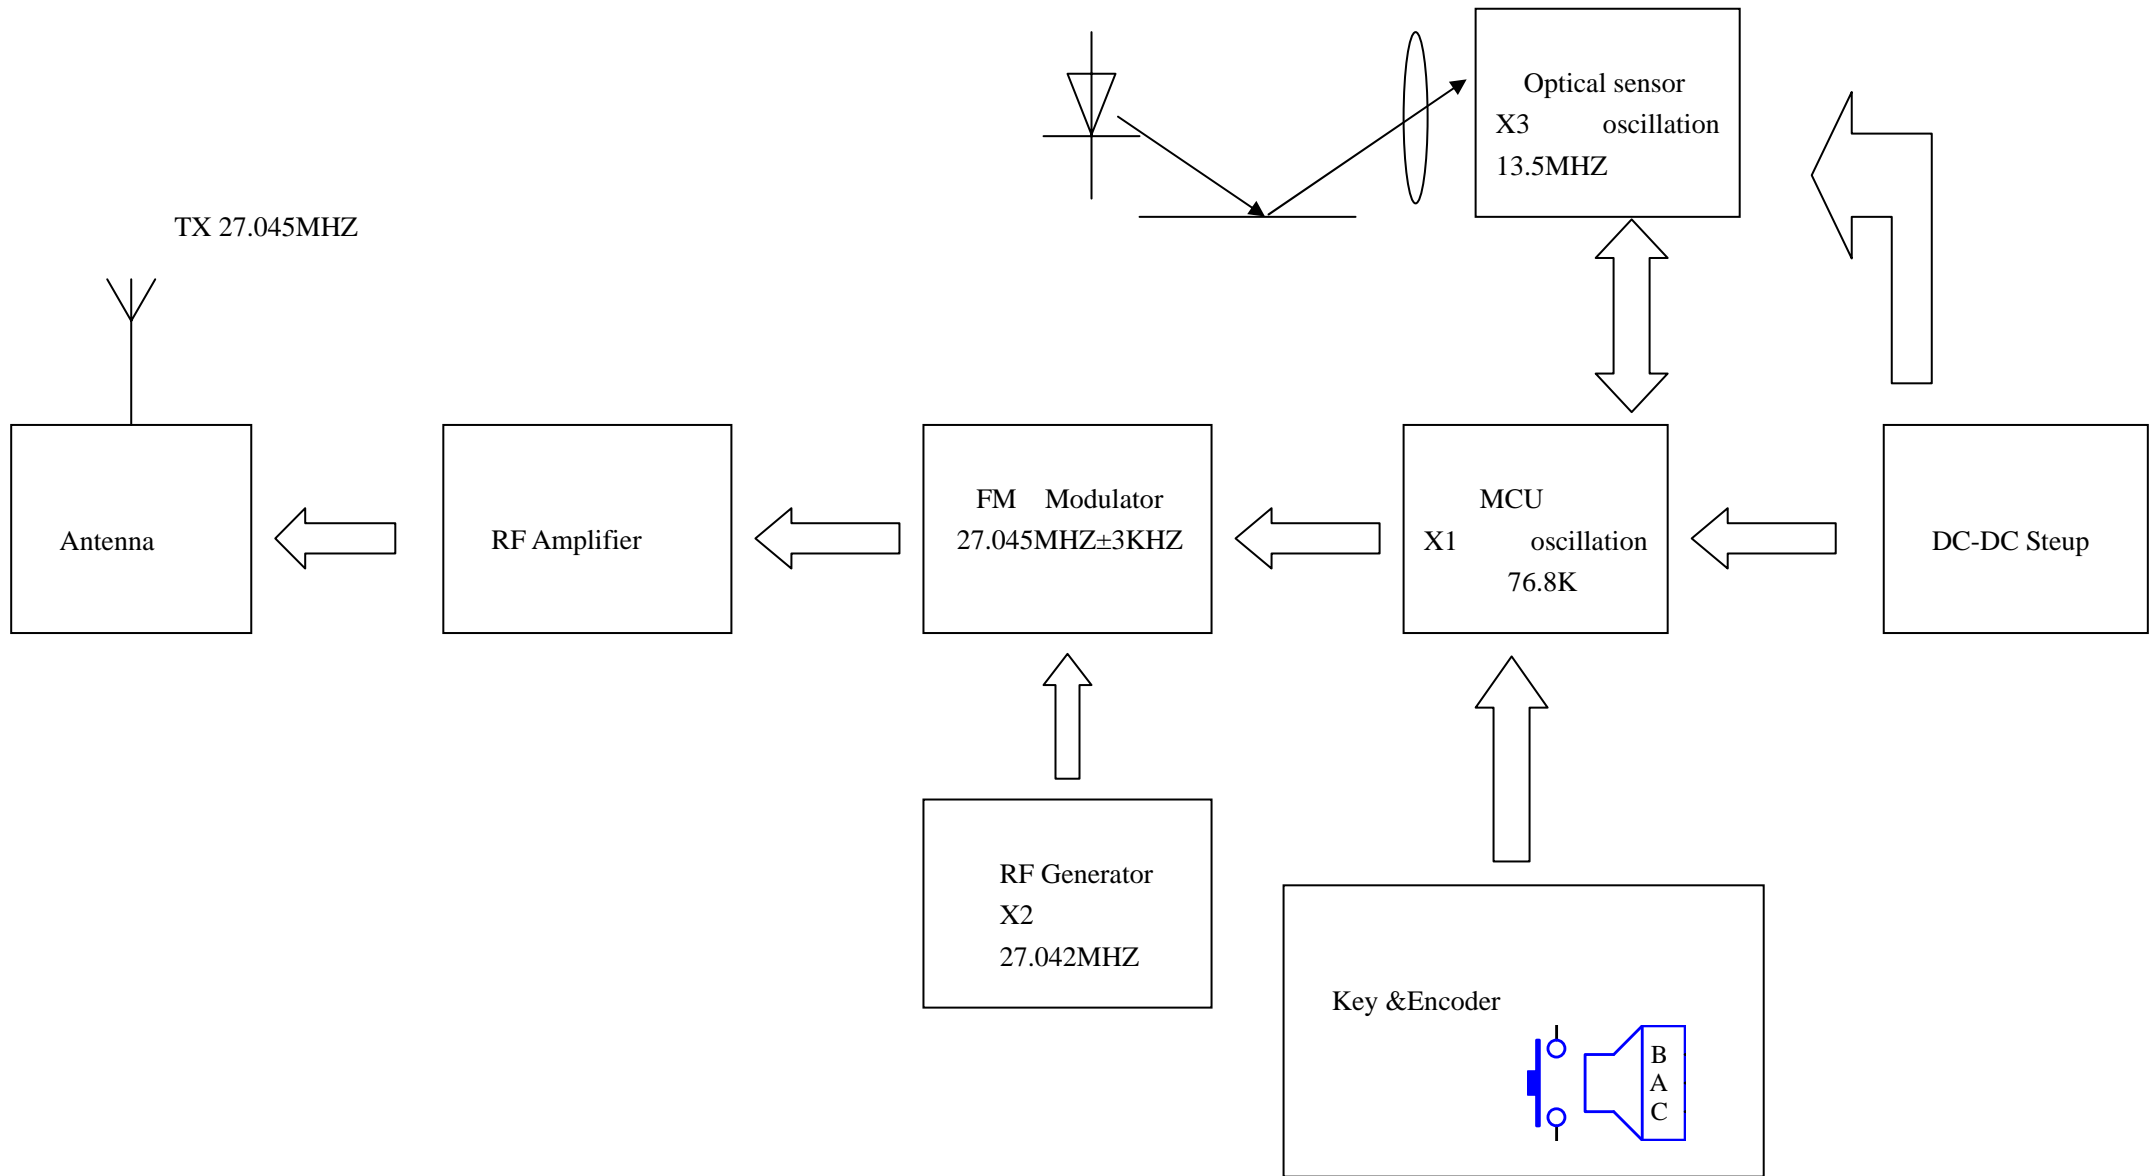 Optical sensor
X3 oscillation
13.5MHZ
TX 27.045MHZ
Antenna
RF Amplifier
FM Modulator
27.045MHZ±3KHZ
MCU
X1 oscillation
76.8K
DC-DC Steup
RF Generator
X2
27.042MHZ
Key &Encoder
B
A
C